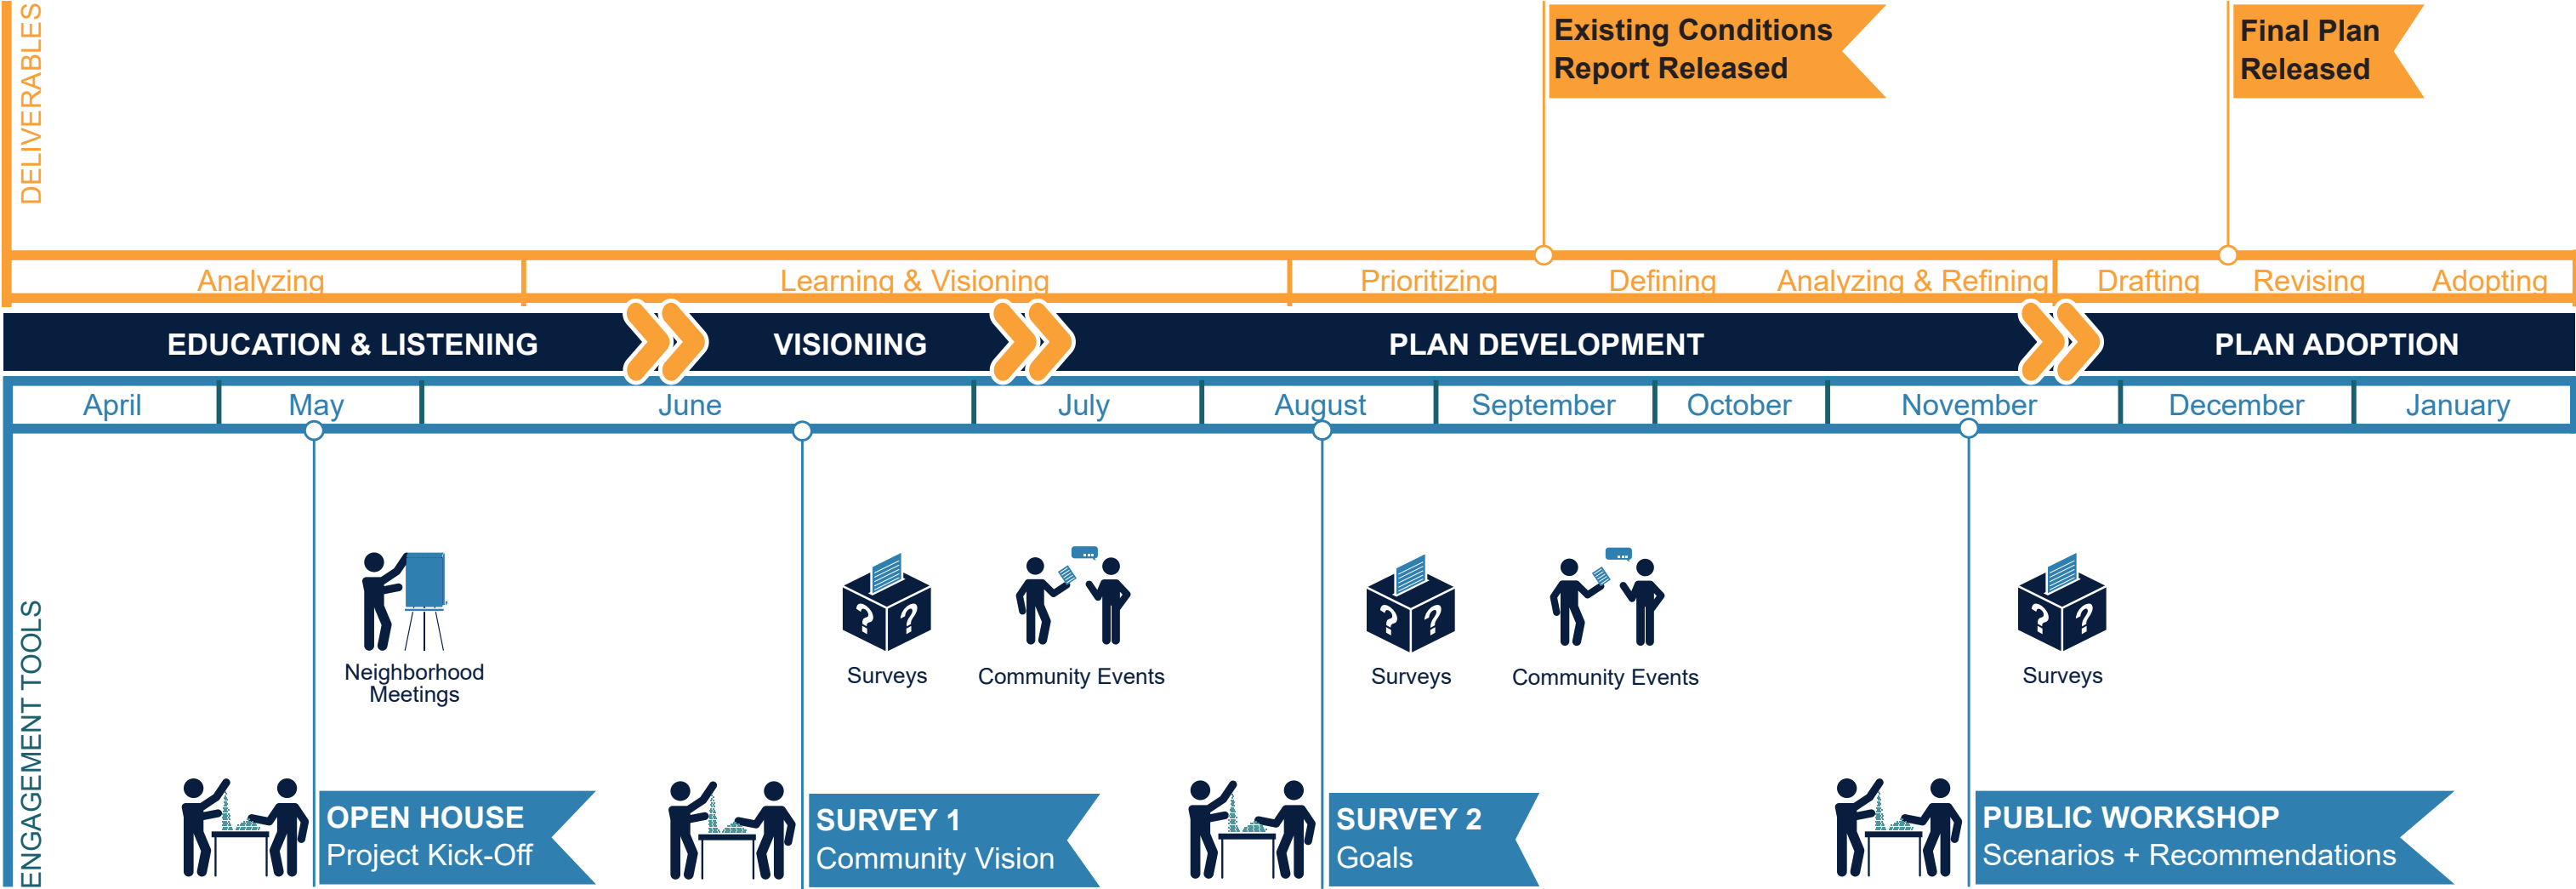 DELIVERABLES
Existing Conditions
Report Released
Final Plan
Released
Analyzing
Learning & Visioning
Prioritizing
Defining
Analyzing & Refining
Drafting
Revising
Adopting
EDUCATION & LISTENING
VISIONING
PLAN DEVELOPMENT
PLAN ADOPTION
April
May
June
July
August
September
October
November
December
January
ENGAGEMENT TOOLS
Neighborhood
Meetings
? ?
Surveys
Community Events
? ?
Surveys
Community Events
? ?
Surveys
OPEN HOUSE
Project Kick-Off
SURVEY 1
Community Vision
SURVEY 2
Goals
PUBLIC WORKSHOP
Scenarios + Recommendations